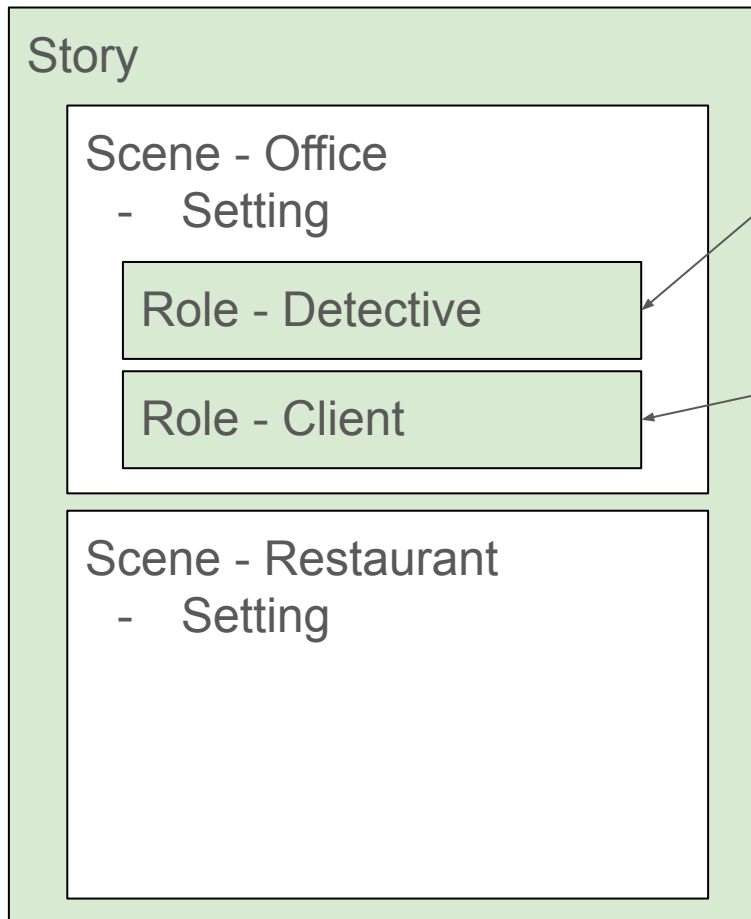 Story
Scene - Office
- Setting
Role - Detective
Role - Client
Scene - Restaurant
- Setting